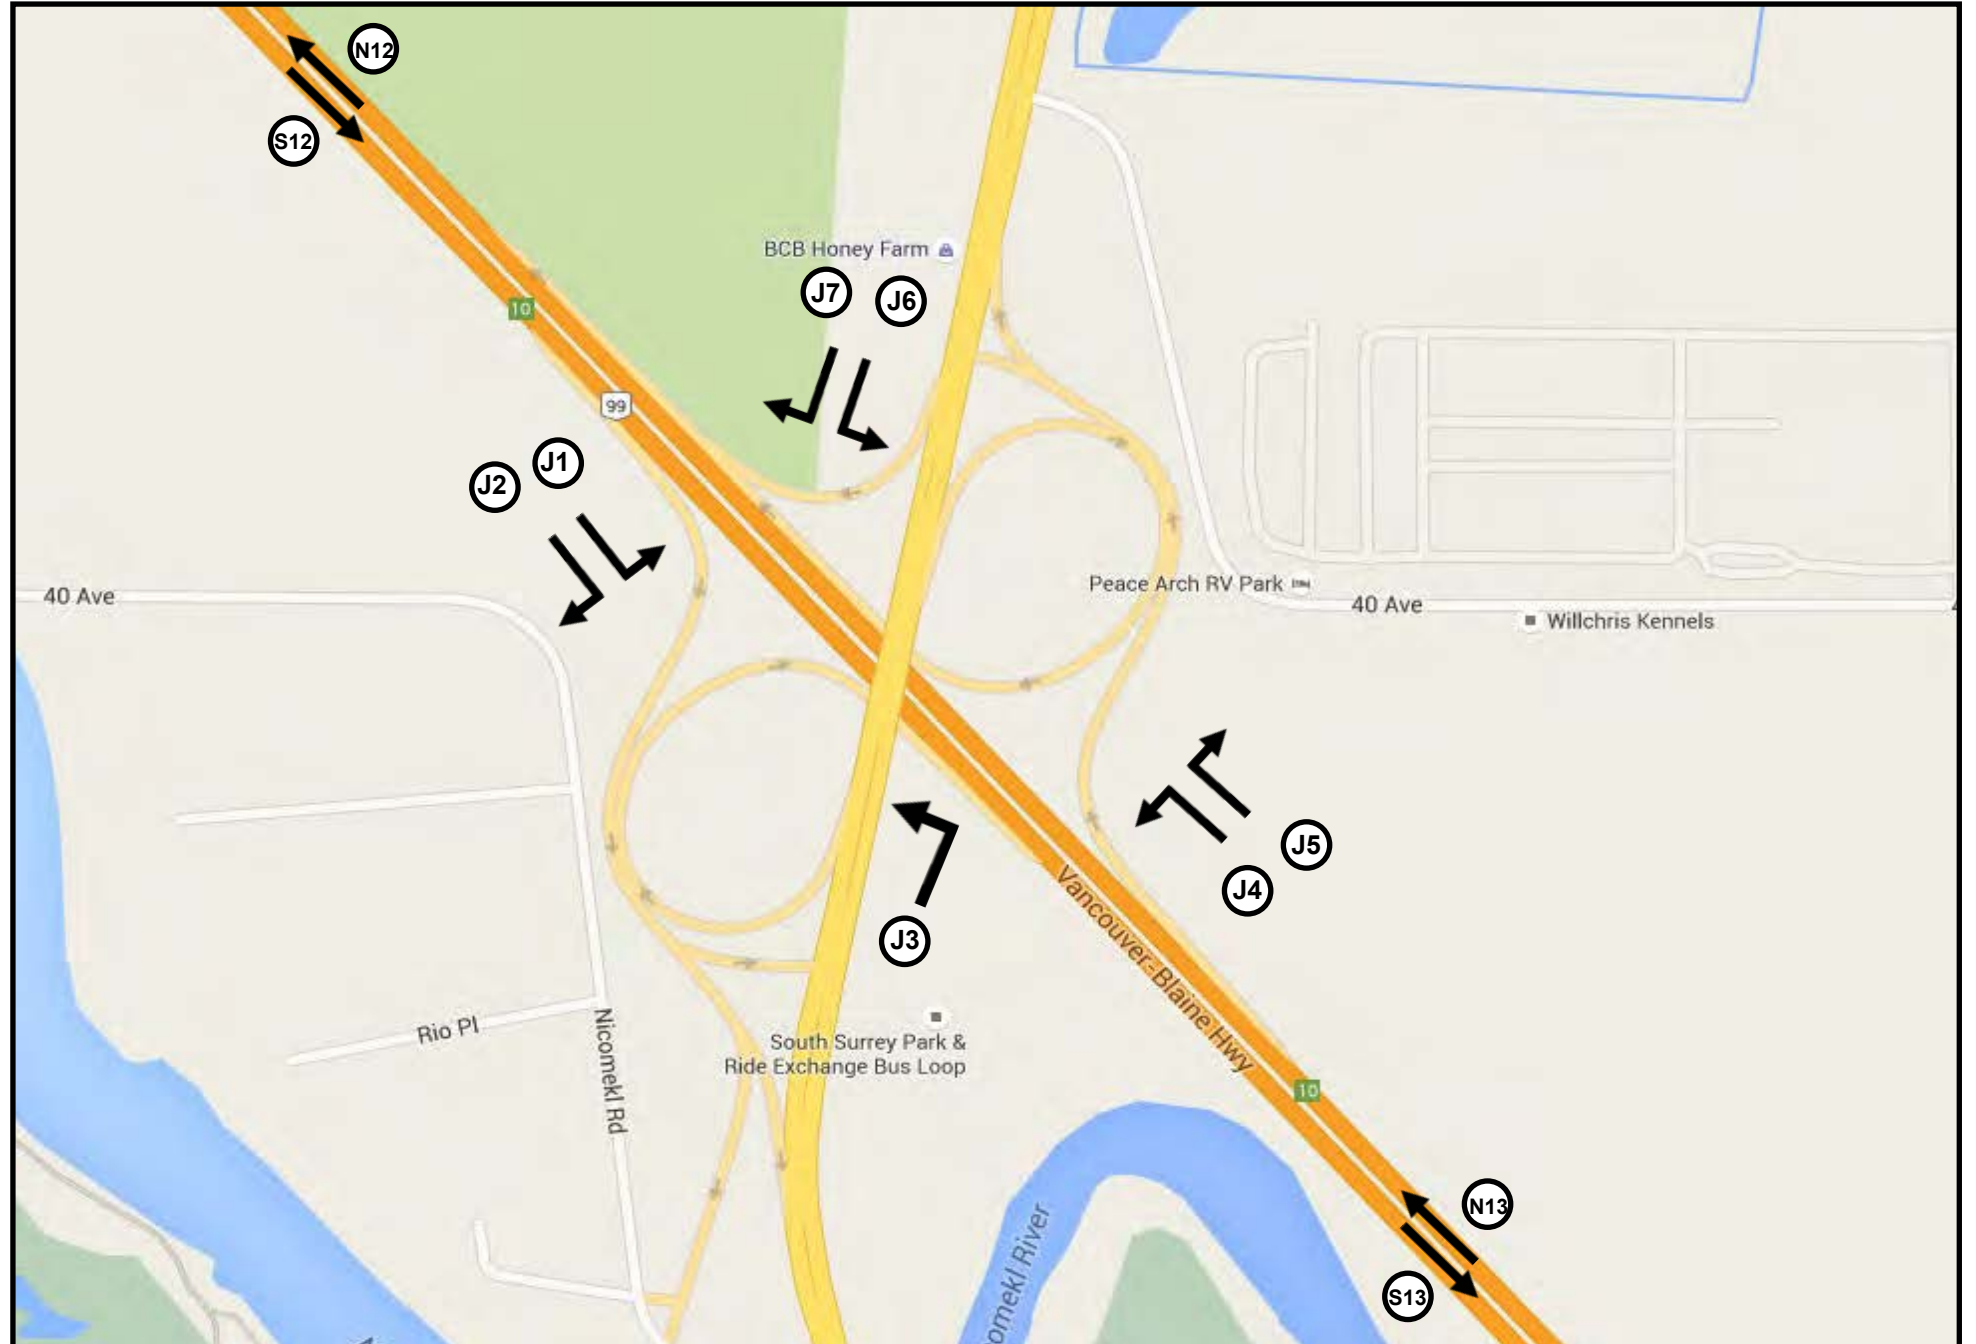 N12
S12
BCB Honey Farm
J7
J6
10
99
J1
J2
40 Ave
Peace Arch RV Park
40 Ave
Willchris Kennels
J5
J4
J3
Vancouver-Blaine Hwy
South Surrey Park &
Ride Exchange Bus Loop
Rio Pl
Nicomekl Rd
10
N13
S13
omekl River